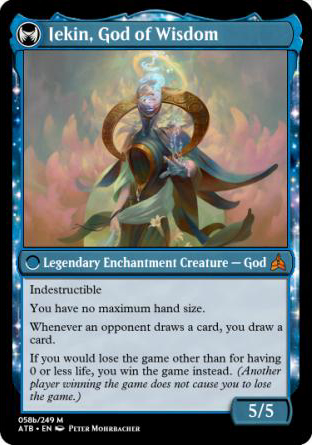 Iekin, God of Wisdom
Legendary Enchantment Creature — God
Indestructible
You have no maximum hand size.
Whenever an opponent draws a card, you draw a
card.
If you would lose the game other than for having
0 or less life, you win the game instead. (Another
player winning the game does not cause you to lose
the game.)
5/5
058b/249 M
ATB • EN Peter Mohrbacher